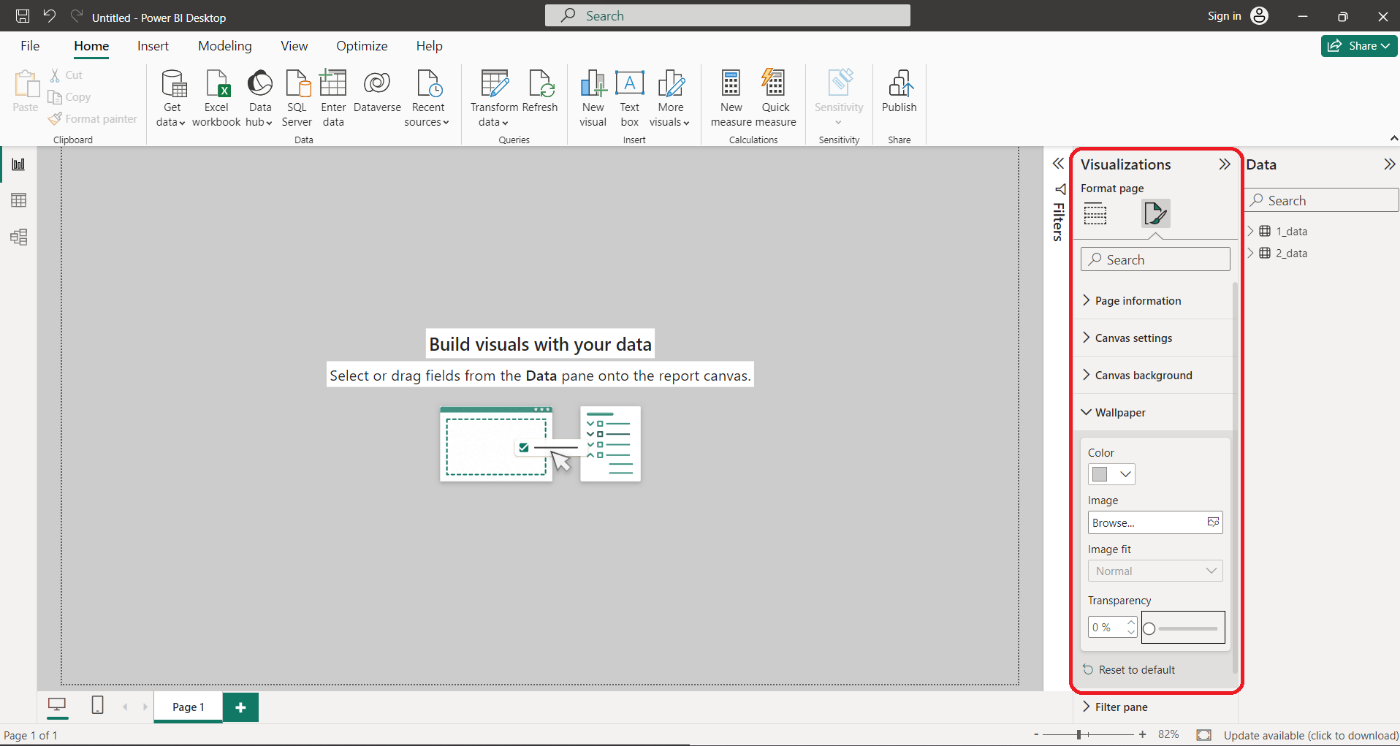 Untitled - Power BI Desktop
Search
Sign in
File
Home
Insert
Modeling
View
Optimize
Help
Share
Paste
Cut
Copy
Format painter
Clipboard
Get data
Excel workbook
Data hub
SQL Server
Enter data
Dataverse
Recent sources
Data
Transform data
Refresh
Queries
New visual
Text box
More visuals
Insert
New measure
Quick measure
Calculations
Sensitivity
Sensitivity
Publish
Share
Build visuals with your data
Select or drag fields from the Data pane onto the report canvas.
Filters
Visualizations
Format page
Search
Page information
Canvas settings
Canvas background
Wallpaper
Color
Image
Browse...
Image fit
Normal
Transparency
0 %
Reset to default
Filter pane
Data
Search
1_data
2_data
Page 1
Page 1 of 1
- + 82%
Update available (click to download)